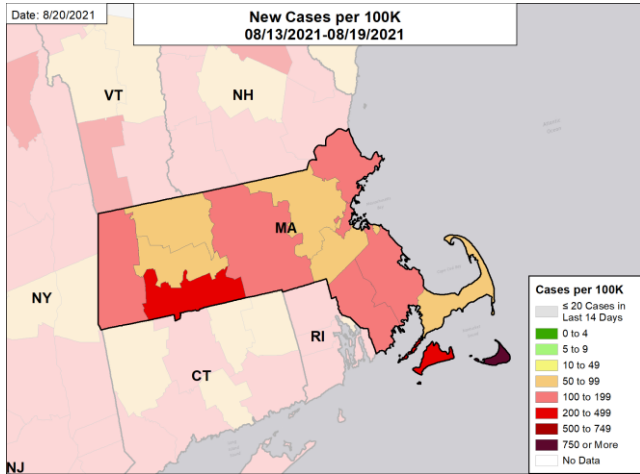 Date: 8/20/2021
New Cases per 100K
08/13/2021-08/19/2021
VT
NH
MA
NY
CT
RI
NJ
Cases per 100K
≤ 20 Cases in
Last 14 Days
0 to 4
5 to 9
10 to 49
50 to 99
100 to 199
200 to 499
500 to 749
750 or More
No Data